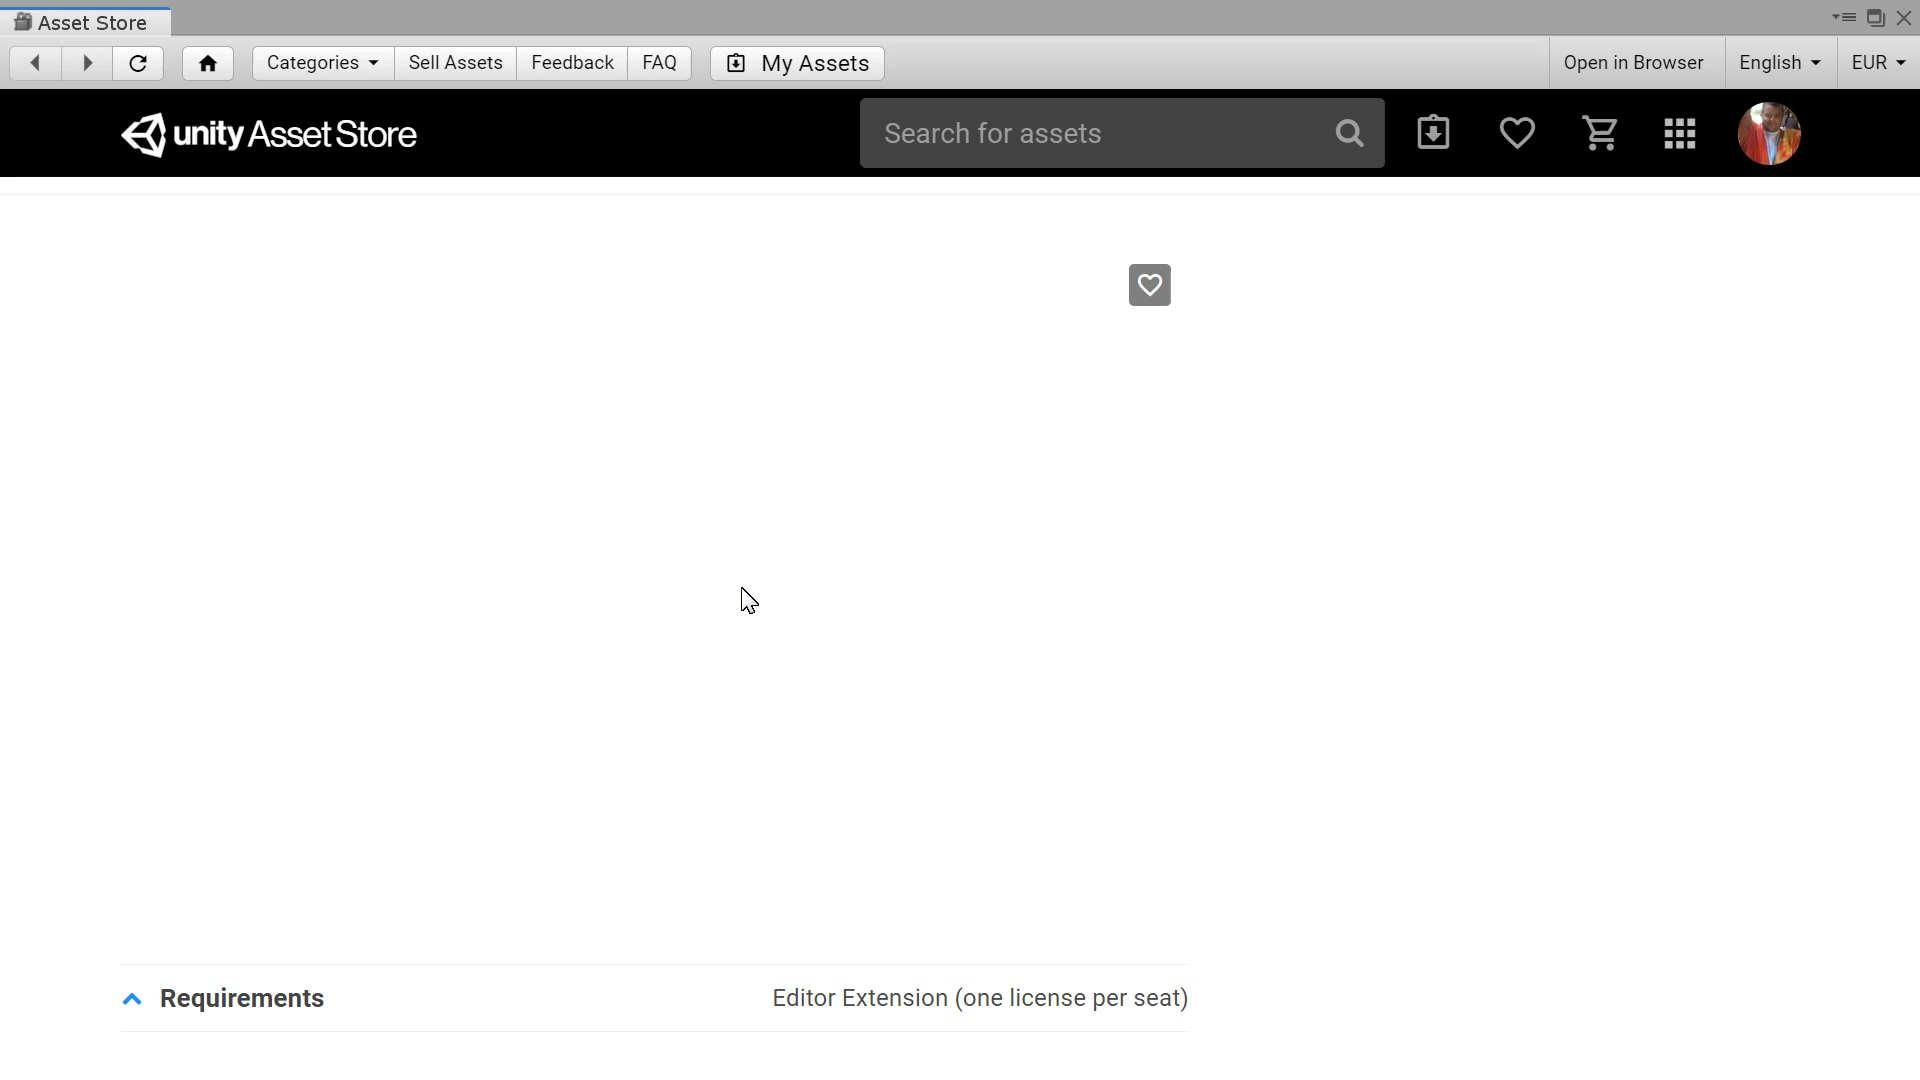 Asset Store
Categories Sell Assets Feedback FAQ My Assets Open in Browser English EUR
unity Asset Store Search for assets
Requirements Editor Extension (one license per seat)